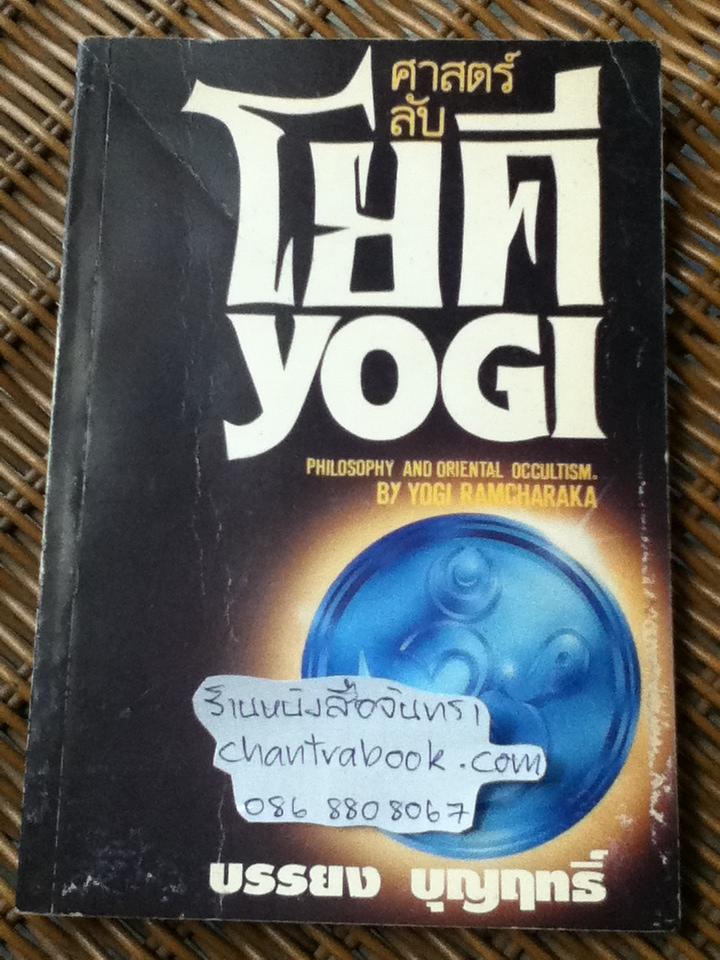 ศาสตร์
ลับ
โยคี
YOGI
PHILOSOPHY AND ORIENTAL OCCULTISM.
BY YOGI RAMCHARAKA
ร้านหนังสือจันทรา
chantrabook.com
086 880 8067
บรรยง บุญฤทธิ์